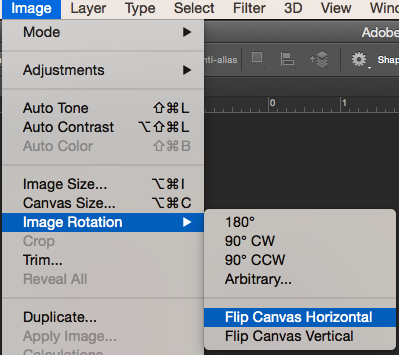 Image Layer Type Select Filter 3D View
Adobe
Mode
Adjustments
nti-alias
Shap
Auto Tone ⇧⌘L
Auto Contrast ⌥⇧⌘L
Auto Color ⇧⌘B
0 1
Image Size... ⌥⌘I
Canvas Size... ⌥⌘C
Image Rotation
Crop
Trim...
Reveal All
180°
90° CW
90° CCW
Arbitrary...
Flip Canvas Horizontal
Flip Canvas Vertical
Duplicate...
Apply Image...
Calculations...